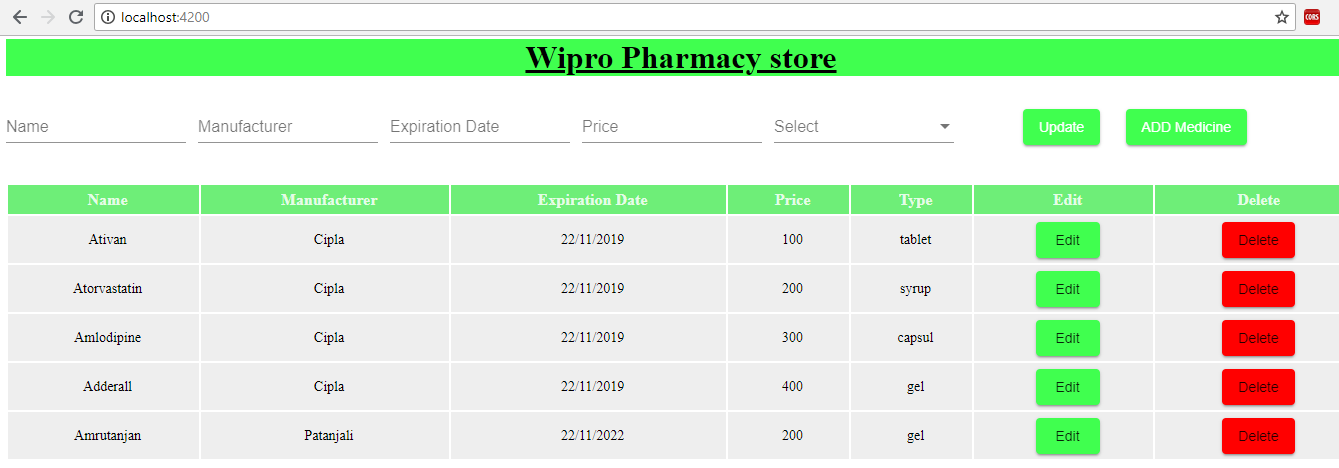 localhost:4200
CORS
Wipro Pharmacy store
Name Manufacturer Expiration Date Price Select Update ADD Medicine
Name Manufacturer Expiration Date Price Type Edit Delete
Ativan Cipla 22/11/2019 100 tablet Edit Delete
Atorvastatin Cipla 22/11/2019 200 syrup Edit Delete
Amlodipine Cipla 22/11/2019 300 capsul Edit Delete
Adderall Cipla 22/11/2019 400 gel Edit Delete
Amrutanjan Patanjali 22/11/2022 200 gel Edit Delete